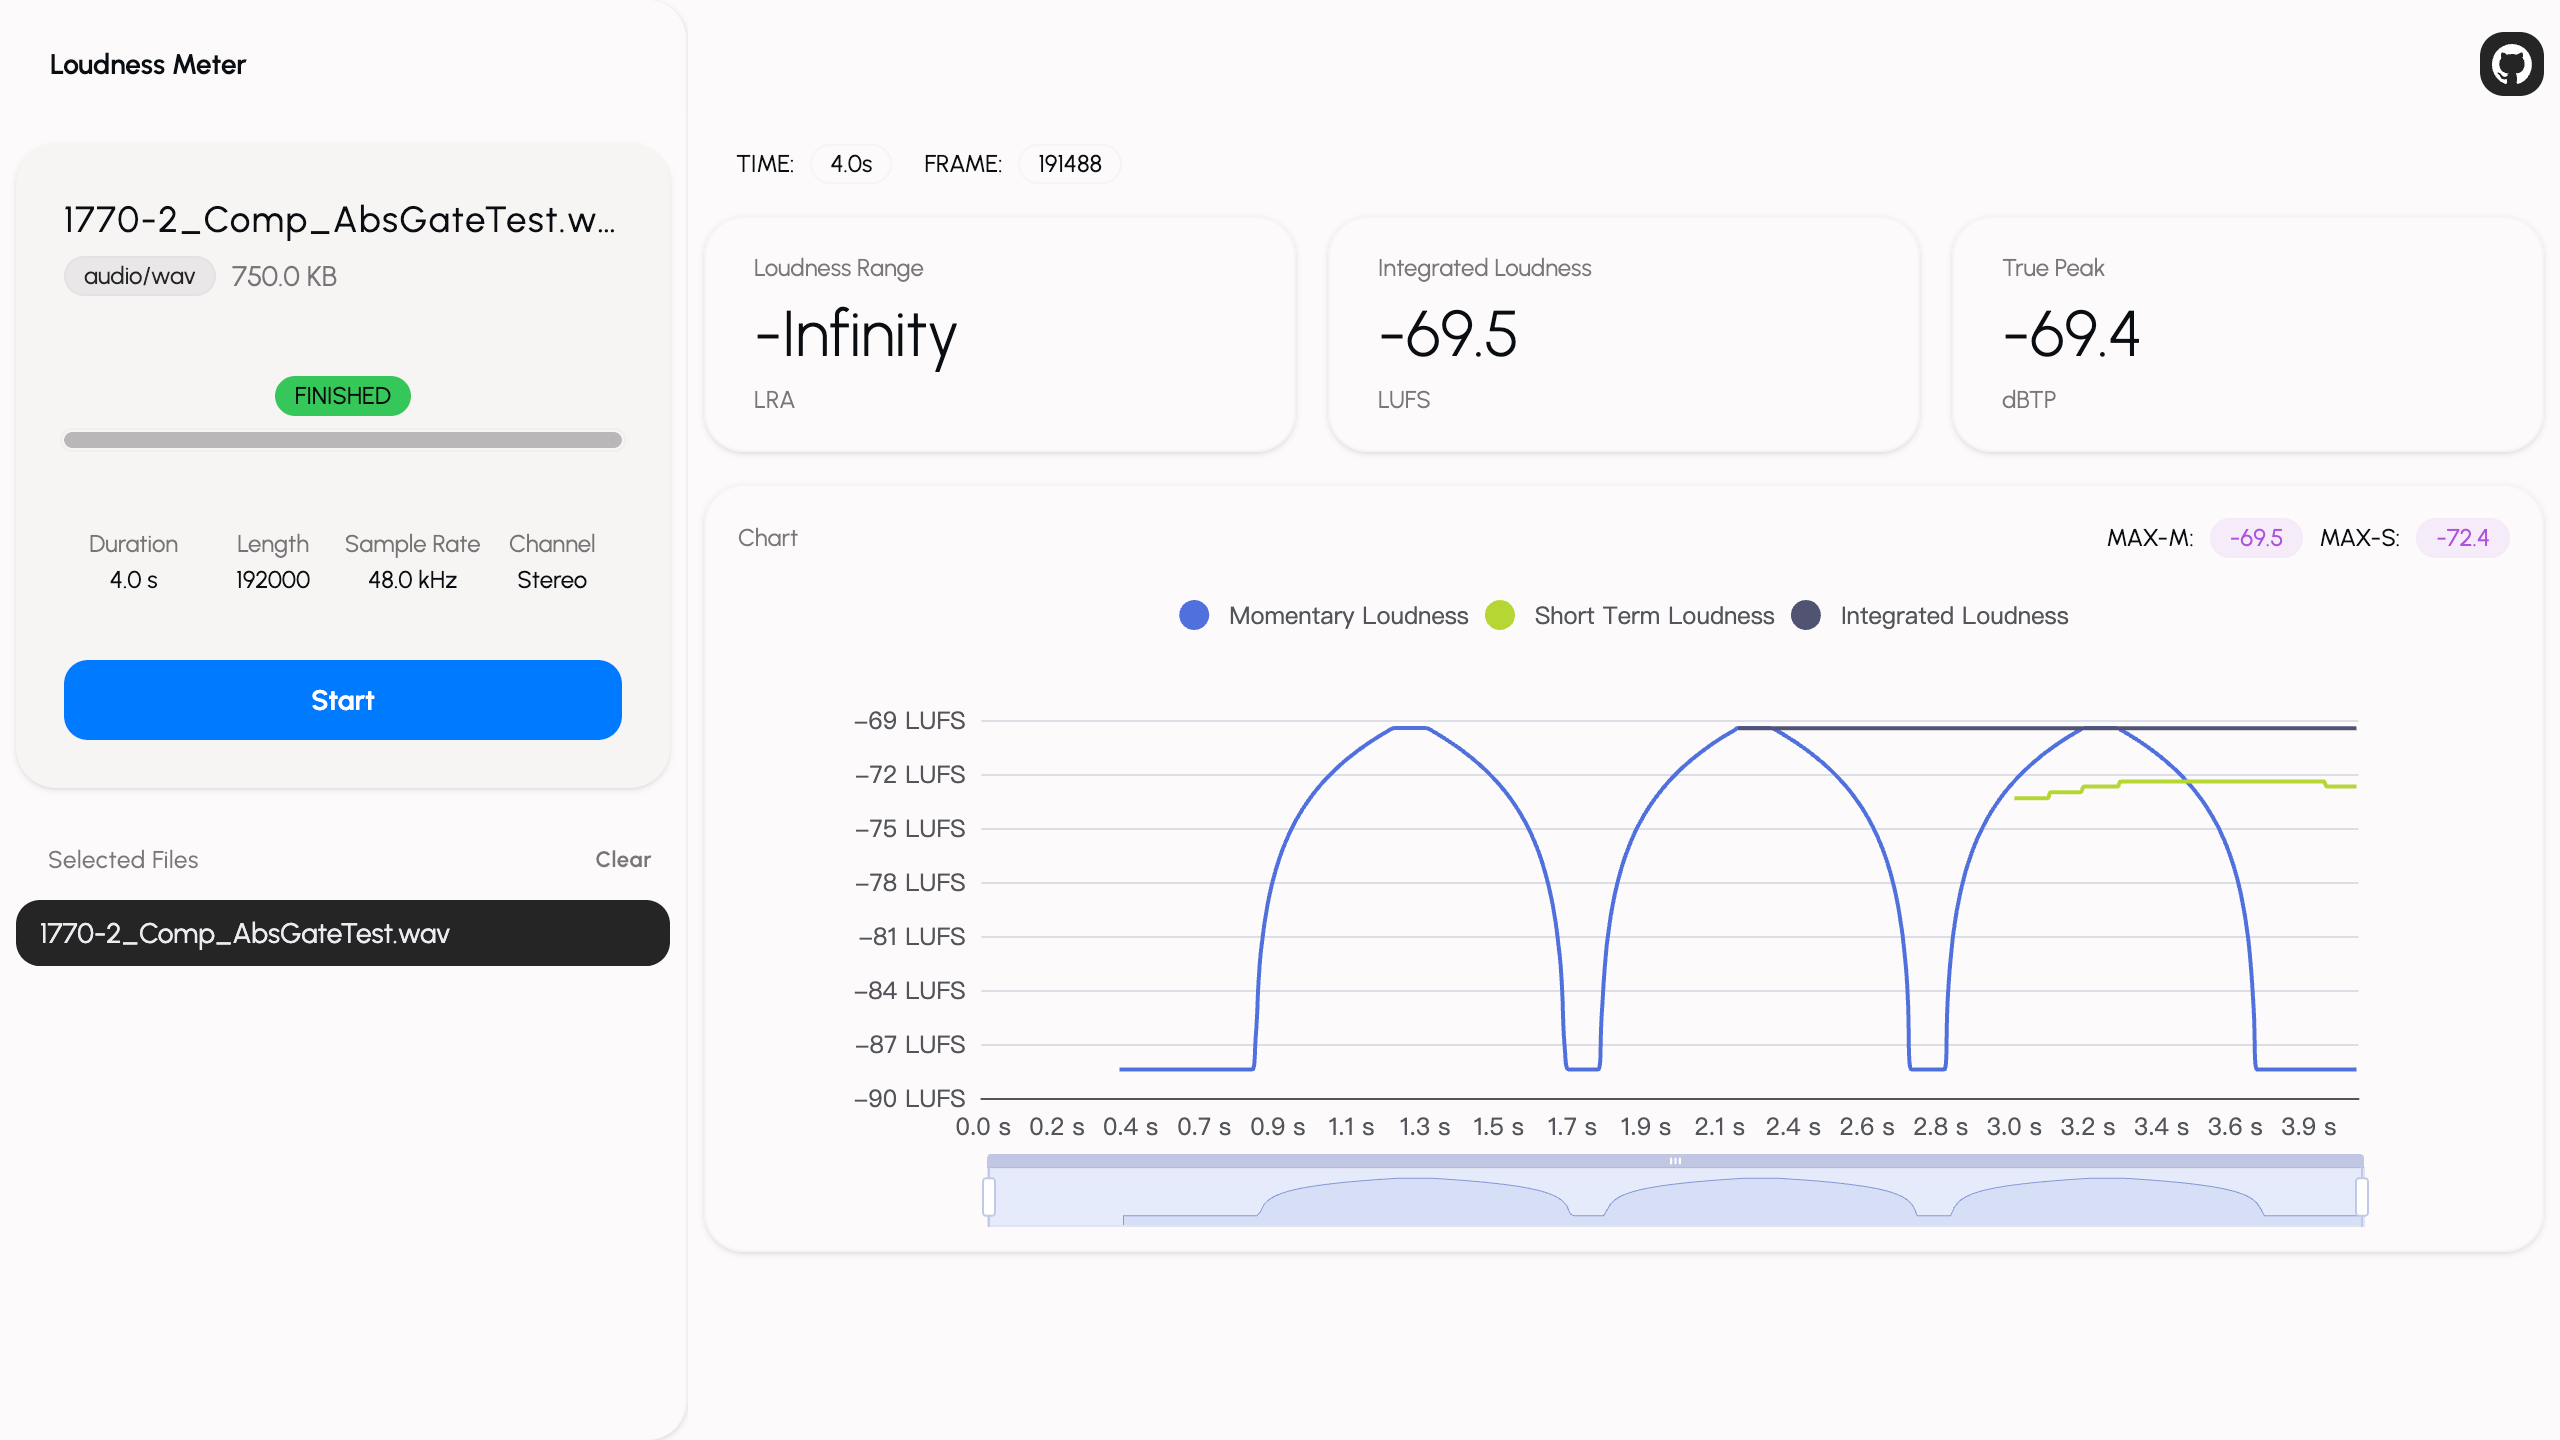 Loudness Meter
1770-2_Comp_AbsGateTest.w...
audio/wav 750.0 KB
FINISHED
Duration Length Sample Rate Channel
4.0 s 192000 48.0 kHz Stereo
Start
Selected Files Clear
1770-2_Comp_AbsGateTest.wav
TIME: 4.0s FRAME: 191488
Loudness Range
-Infinity
LRA
Integrated Loudness
-69.5
LUFS
True Peak
-69.4
dBTP
Chart MAX-M: -69.5 MAX-S: -72.4
Momentary Loudness Short Term Loudness Integrated Loudness
-69 LUFS
-72 LUFS
-75 LUFS
-78 LUFS
-81 LUFS
-84 LUFS
-87 LUFS
-90 LUFS
0.0 s 0.2 s 0.4 s 0.7 s 0.9 s 1.1 s 1.3 s 1.5 s 1.7 s 1.9 s 2.1 s 2.4 s 2.6 s 2.8 s 3.0 s 3.2 s 3.4 s 3.6 s 3.9 s